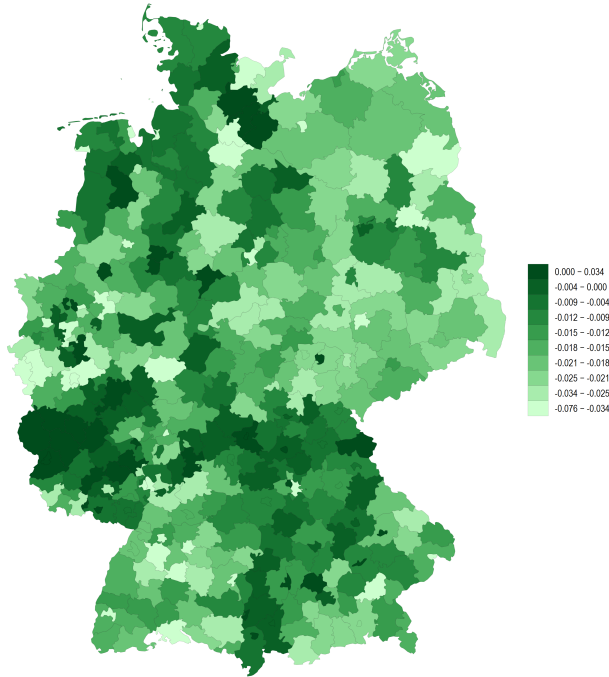 0.000 – 0.034
-0.004 – 0.000
-0.009 – -0.004
-0.012 – -0.009
-0.015 – -0.012
-0.018 – -0.015
-0.021 – -0.018
-0.025 – -0.021
-0.034 – -0.025
-0.076 – -0.034